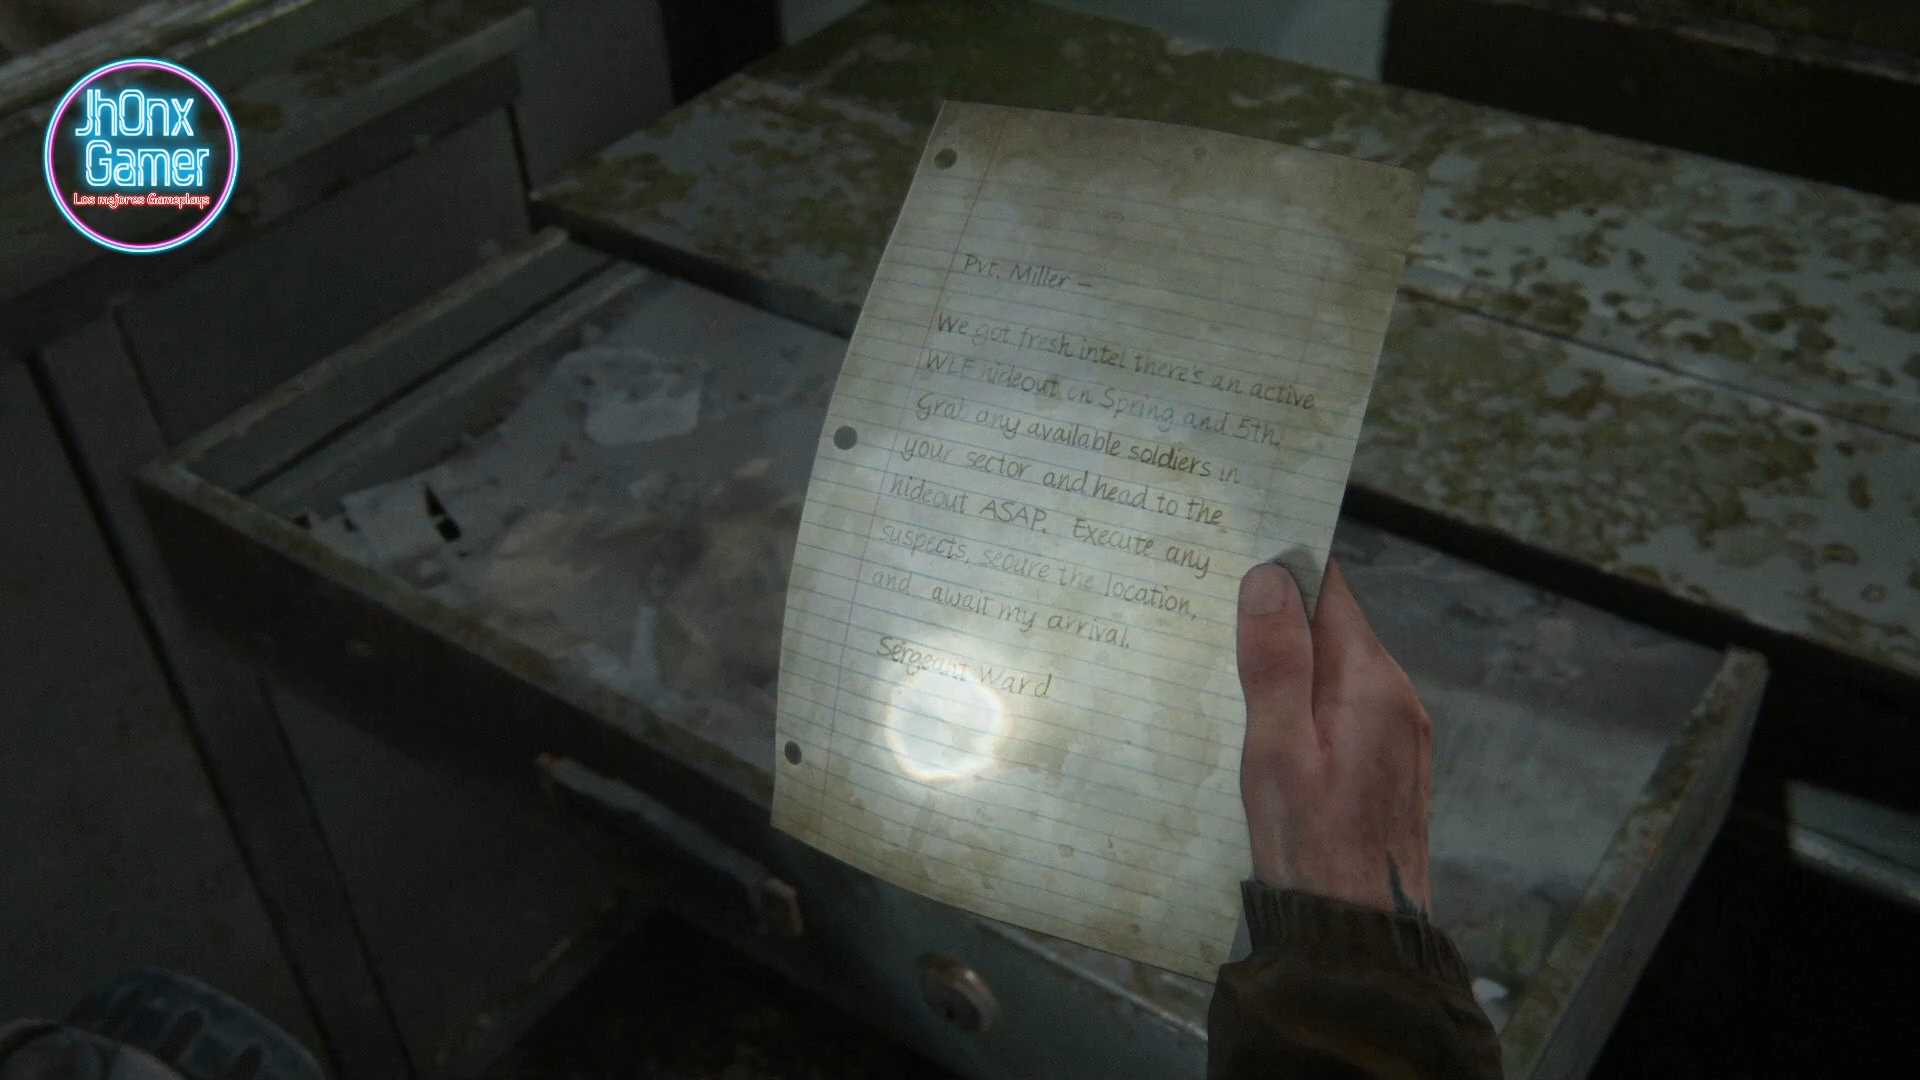 Jh0nx
Gamer
Los mejores Gameplays
Pvt. Miller -
We got fresh intel there's an active
WLF hideout on Spring and 5th.
Grab any available soldiers in
your sector and head to the
hideout ASAP. Execute any
suspects, secure the location,
and await my arrival.
Sergeant Ward